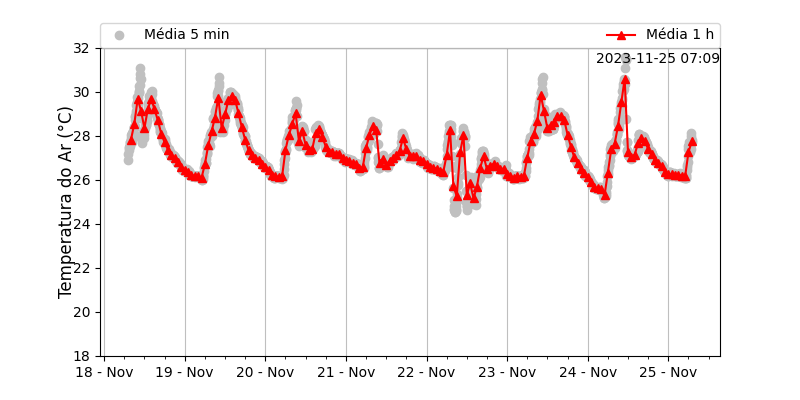 Média 5 min
Média 1 h
2023-11-25 07:09
Temperatura do Ar (°C)
32
30
28
26
24
22
20
18
18 - Nov
19 - Nov
20 - Nov
21 - Nov
22 - Nov
23 - Nov
24 - Nov
25 - Nov